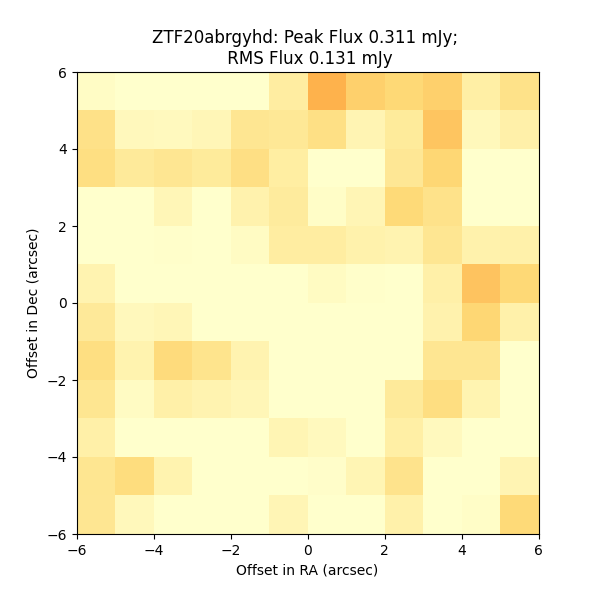 ZTF20abrgyhd: Peak Flux 0.311 mJy;
RMS Flux 0.131 mJy
6
4
2
0
−2
−4
−6
Offset in Dec (arcsec)
−6 −4 −2 0 2 4 6
Offset in RA (arcsec)